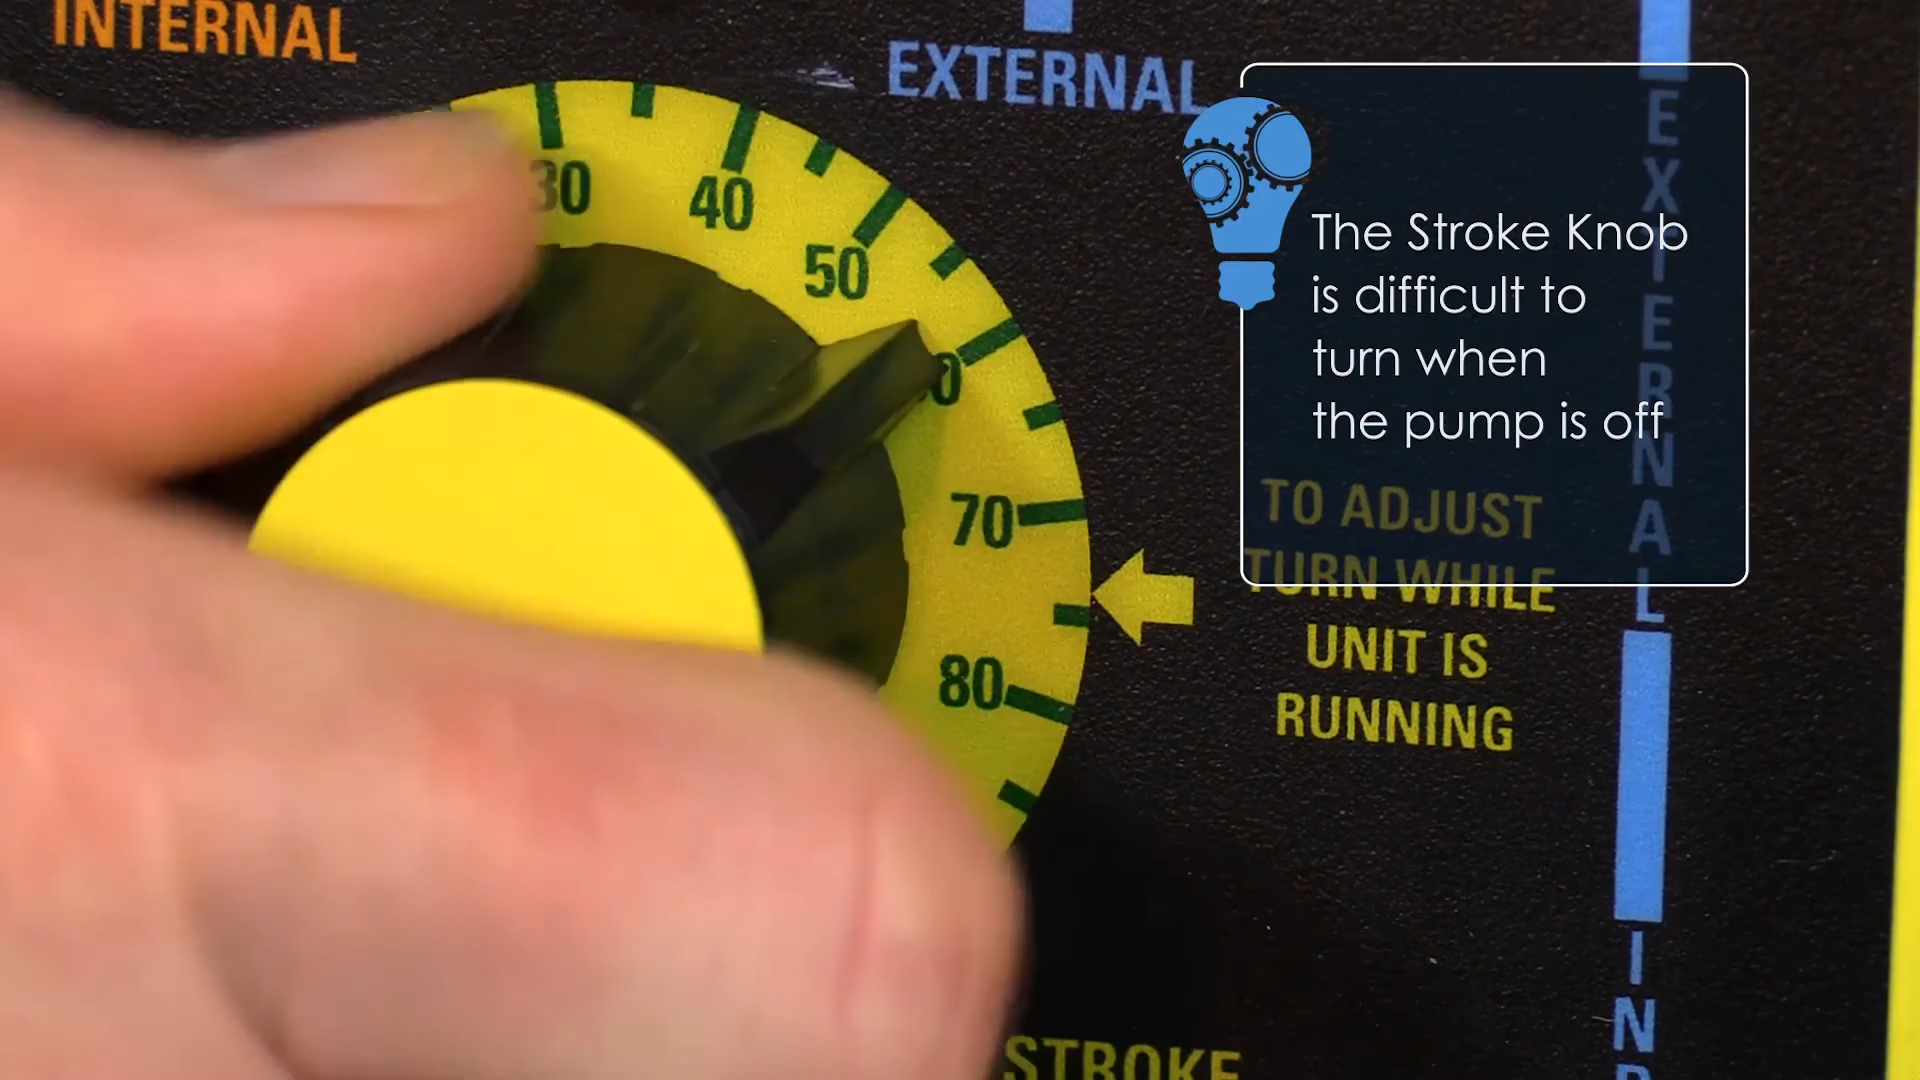 INTERNAL
EXTERNAL
30
40
50
70
80
The Stroke Knob
is difficult to
turn when
the pump is off
TO ADJUST
TURN WHILE
UNIT IS
RUNNING
EXTERNAL
STROKE